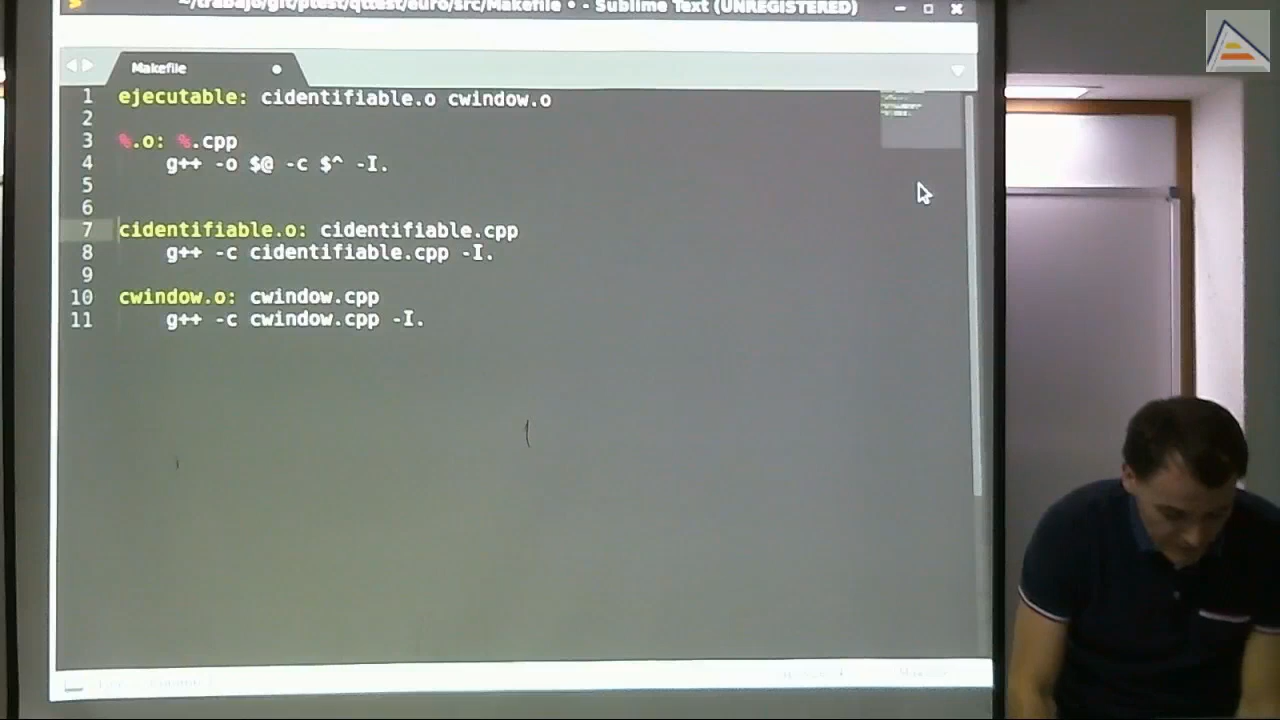 ~/trabajo/git/ptest/qttest/euro/src/Makefile • - Sublime Text (UNREGISTERED)
Makefile
1 ejecutable: cidentifiable.o cwindow.o
2
3 %.o: %.cpp
4 g++ -o $@ -c $^ -I.
5
6
7 cidentifiable.o: cidentifiable.cpp
8 g++ -c cidentifiable.cpp -I.
9
10 cwindow.o: cwindow.cpp
11 g++ -c cwindow.cpp -I.